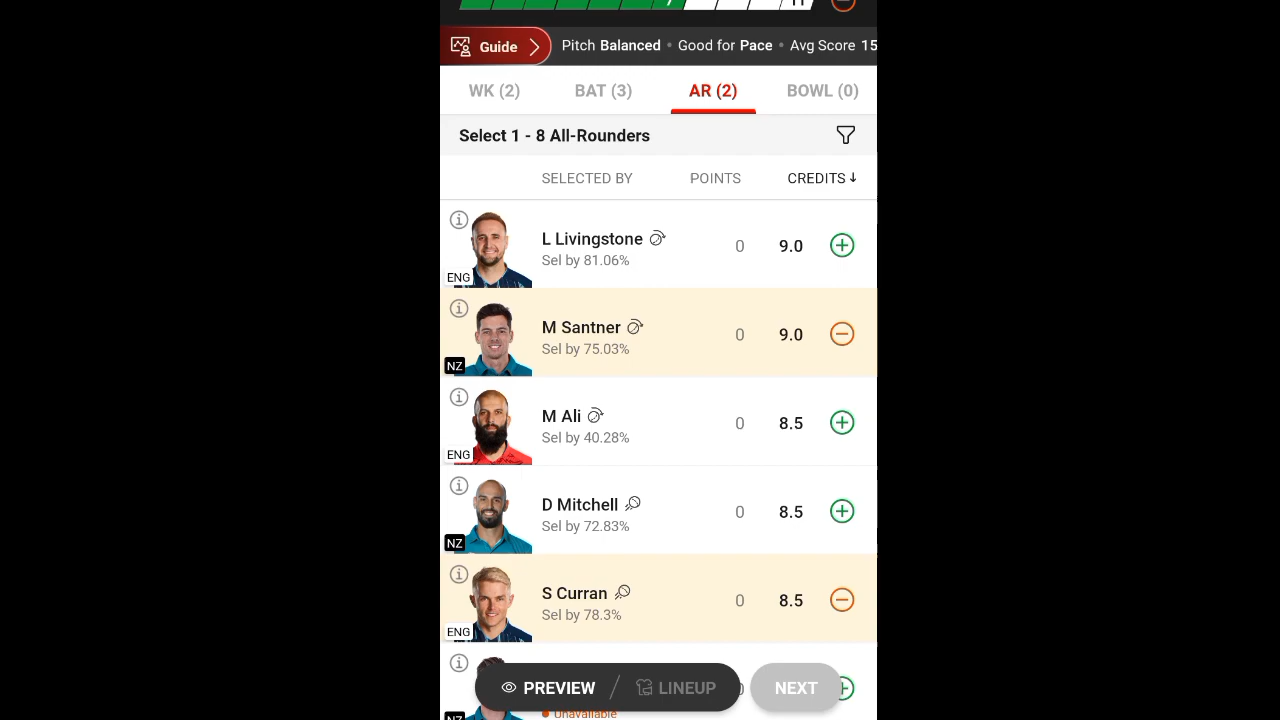 7 11
Guide Pitch Balanced • Good for Pace • Avg Score 15
WK (2) BAT (3) AR (2) BOWL (0)
Select 1 - 8 All-Rounders
SELECTED BY POINTS CREDITS↓
L Livingstone 0 9.0
Sel by 81.06%
ENG
M Santner 0 9.0
Sel by 75.03%
NZ
M Ali 0 8.5
Sel by 40.28%
ENG
D Mitchell 0 8.5
Sel by 72.83%
NZ
S Curran 0 8.5
Sel by 78.3%
ENG
PREVIEW / LINEUP NEXT
Unavailable
NZ